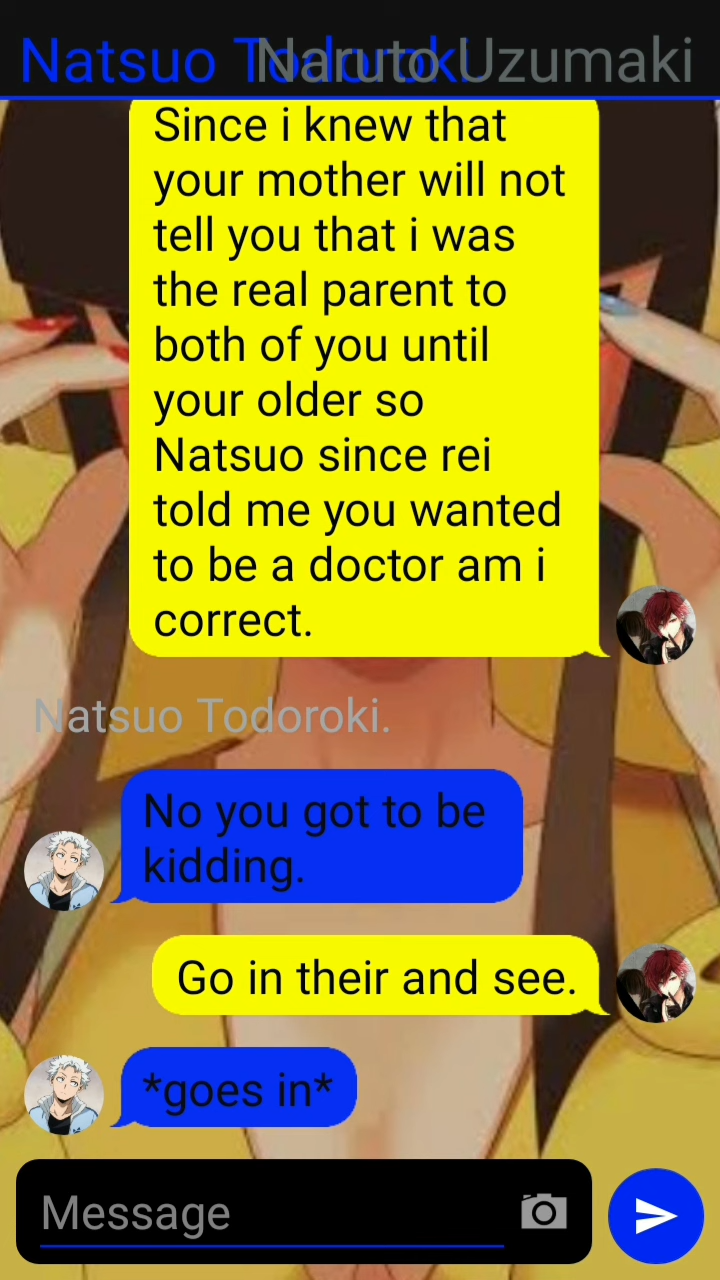 Natsuo Todoroki Naruto Uzumaki
Since i knew that
your mother will not
tell you that i was
the real parent to
both of you until
your older so
Natsuo since rei
told me you wanted
to be a doctor am i
correct.
Natsuo Todoroki.
No you got to be
kidding.
Go in their and see.
*goes in*
Message